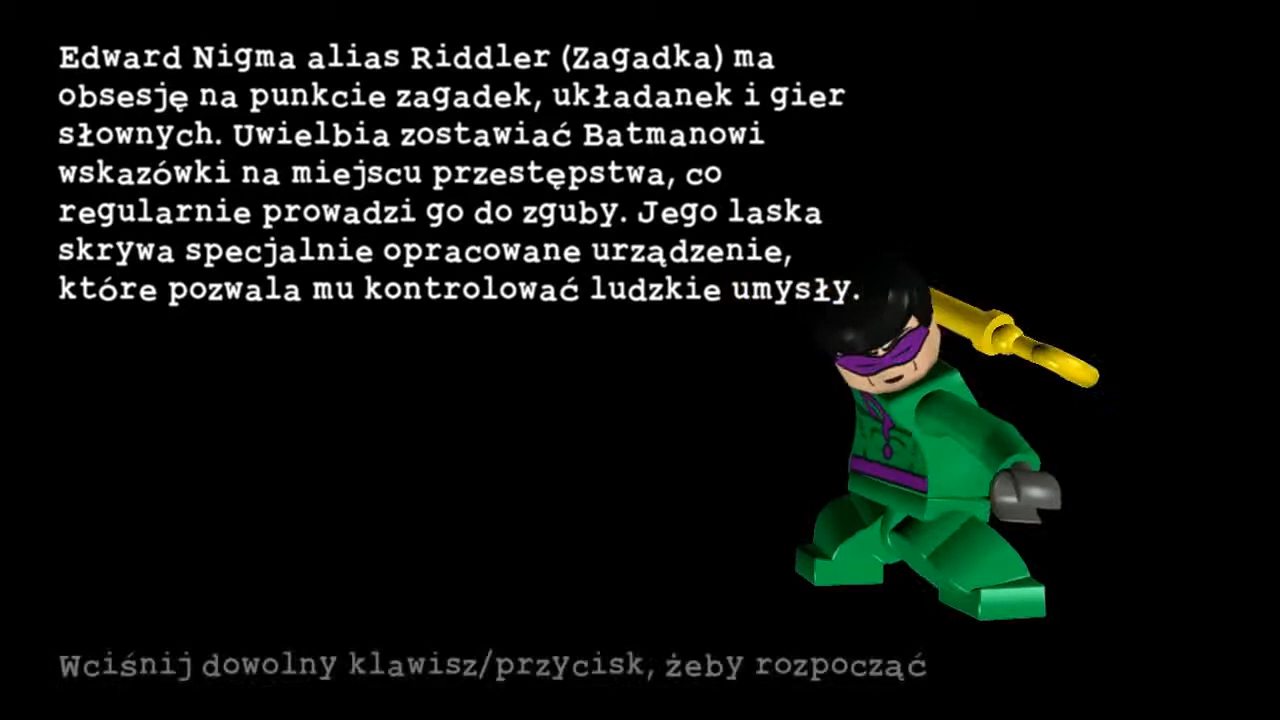 Edward Nigma alias Riddler (Zagadka) ma
obsesję na punkcie zagadek, układanek i gier
słownych. Uwielbia zostawiać Batmanowi
wskazówki na miejscu przestępstwa, co
regularnie prowadzi go do zguby. Jego laska
skrywa specjalnie opracowane urządzenie,
które pozwala mu kontrolować ludzkie umysły.
Wciśnij dowolny klawisz/przycisk, żeby rozpocząć